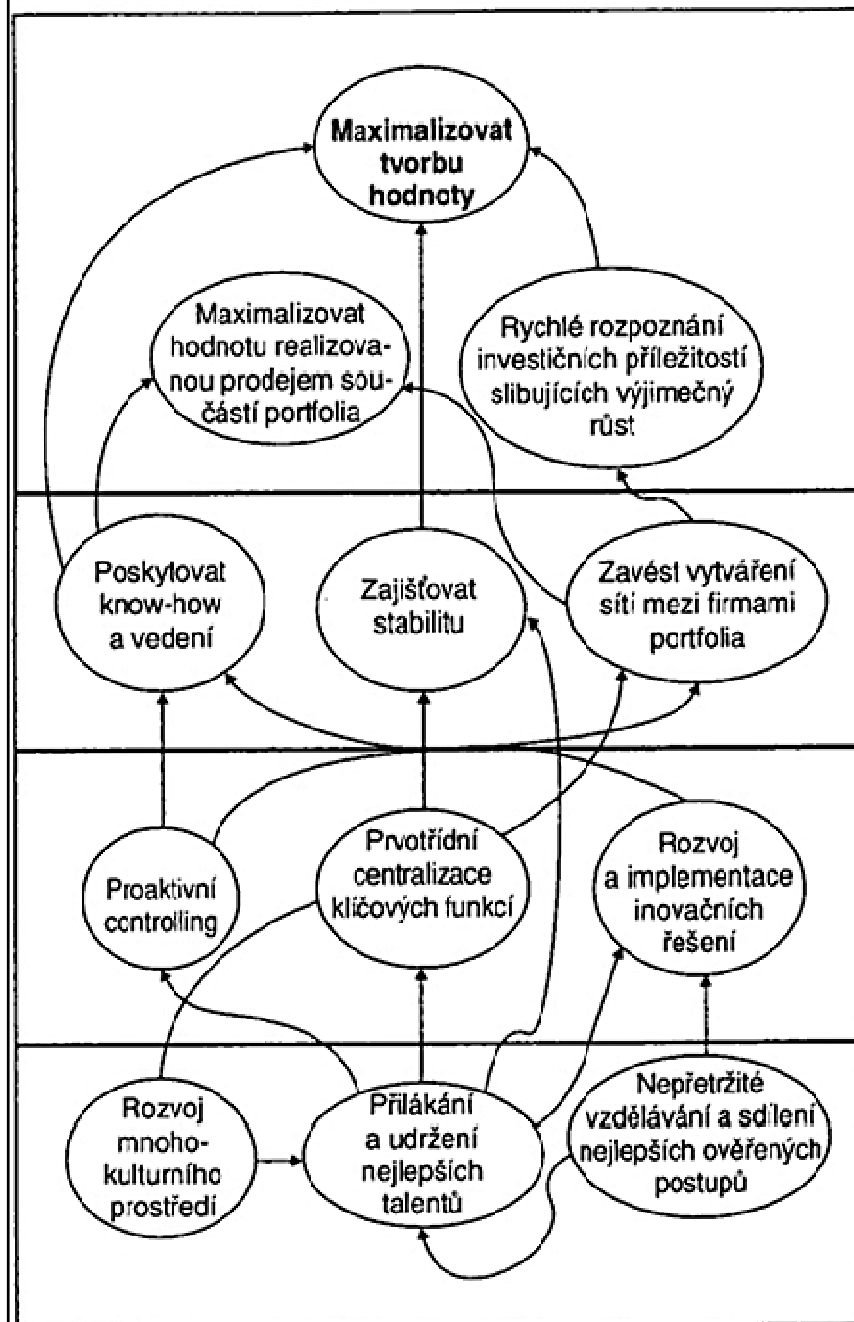 Maximalizovat
tvorbu
hodnoty
Maximalizovat
hodnotu realizova-
nou prodejem sou-
částí portfolia
Rychlé rozpoznání
investičních příležitostí
slibujících výjimečný
růst
Poskytovat
know-how
a vedení
Zajišťovat
stabilitu
Zavést vytváření
sítí mezi firmami
portfolia
Proaktivní
controlling
Prvotřídní
centralizace
klíčových funkcí
Rozvoj
a implementace
inovačních
řešení
Rozvoj
mnoho-
kulturního
prostředí
Přilákání
a udržení
nejlepších
talentů
Nepřetržité
vzdělávání a sdílení
nejlepších ověřených
postupů